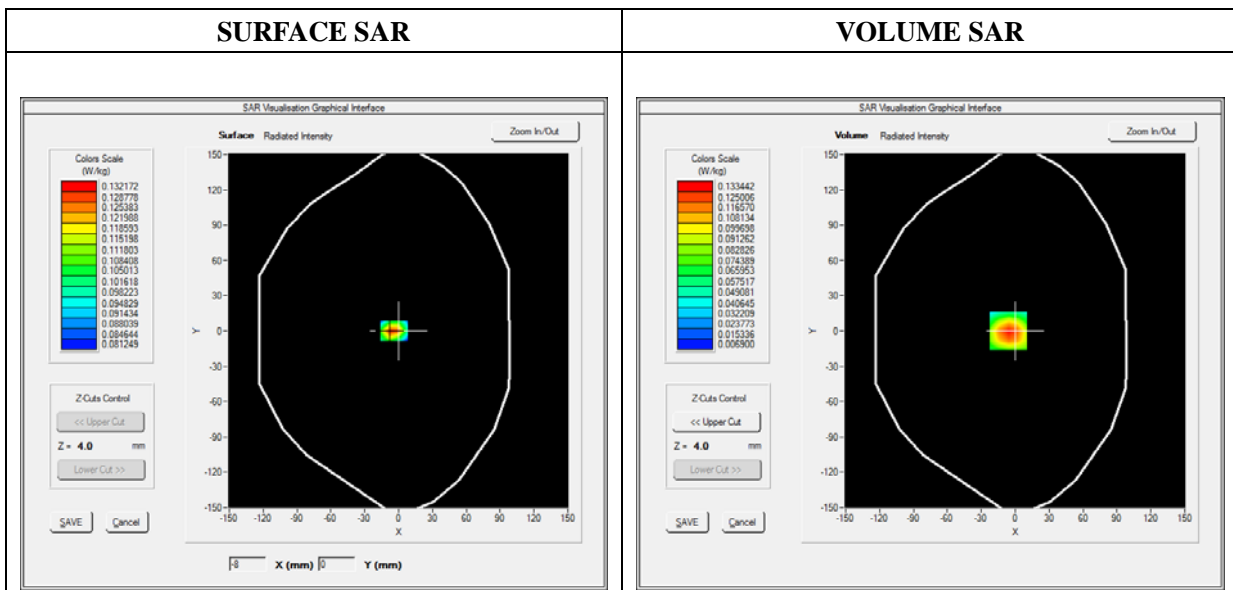 SURFACE SAR
VOLUME SAR
SAR Visualisation Graphical Interface
Surface Radiated Intensity
Zoom In/Out
Colors Scale
(W/kg)
0.132172
0.128778
0.125383
0.121988
0.118593
0.115198
0.111803
0.108408
0.105013
0.101618
0.098223
0.094829
0.091434
0.088039
0.084644
0.081249
Z-Cuts Control
<< Upper Cut
Z = 4.0 mm
Lower Cut >>
SAVE Cancel
150
120
90
60
30
0
-30
-60
-90
-120
-150
Y
-150 -120 -90 -60 -30 0 30 60 90 120 150
X
-8 X (mm) 0 Y (mm)
SAR Visualisation Graphical Interface
Volume Radiated Intensity
Zoom In/Out
Colors Scale
(W/kg)
0.133442
0.125006
0.116570
0.108134
0.099698
0.091262
0.082826
0.074389
0.065953
0.057517
0.049081
0.040645
0.032209
0.023773
0.015336
0.006900
Z-Cuts Control
<< Upper Cut
Z = 4.0 mm
Lower Cut >>
SAVE Cancel
150
120
90
60
30
0
-30
-60
-90
-120
-150
Y
-150 -120 -90 -60 -30 0 30 60 90 120 150
X